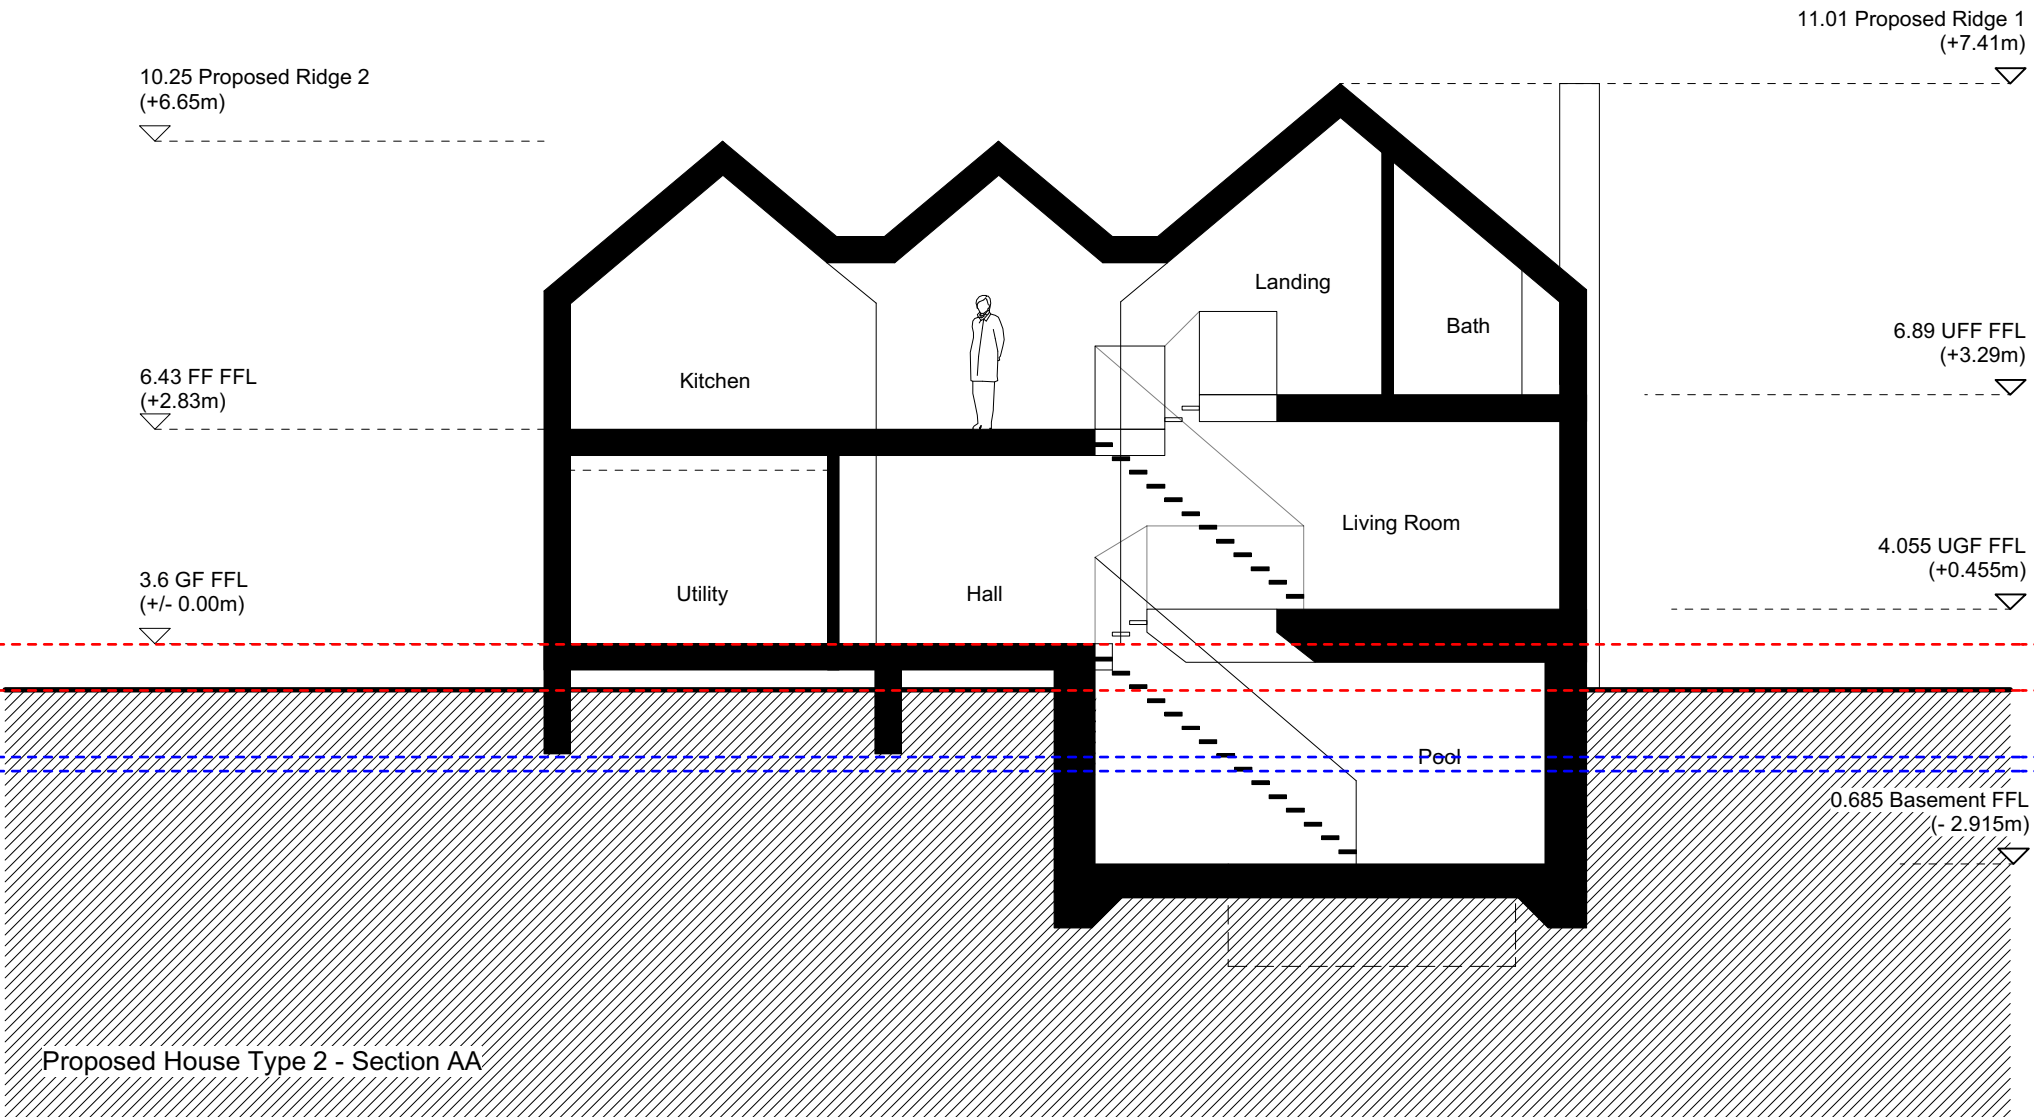 11.01 Proposed Ridge 1
(+7.41m)
10.25 Proposed Ridge 2
(+6.65m)
Landing
Bath
6.89 UFF FFL
(+3.29m)
6.43 FF FFL
(+2.83m)
Kitchen
Living Room
4.055 UGF FFL
(+0.455m)
3.6 GF FFL
(+/- 0.00m)
Utility
Hall
Pool
0.685 Basement FFL
(- 2.915m)
Proposed House Type 2 - Section AA